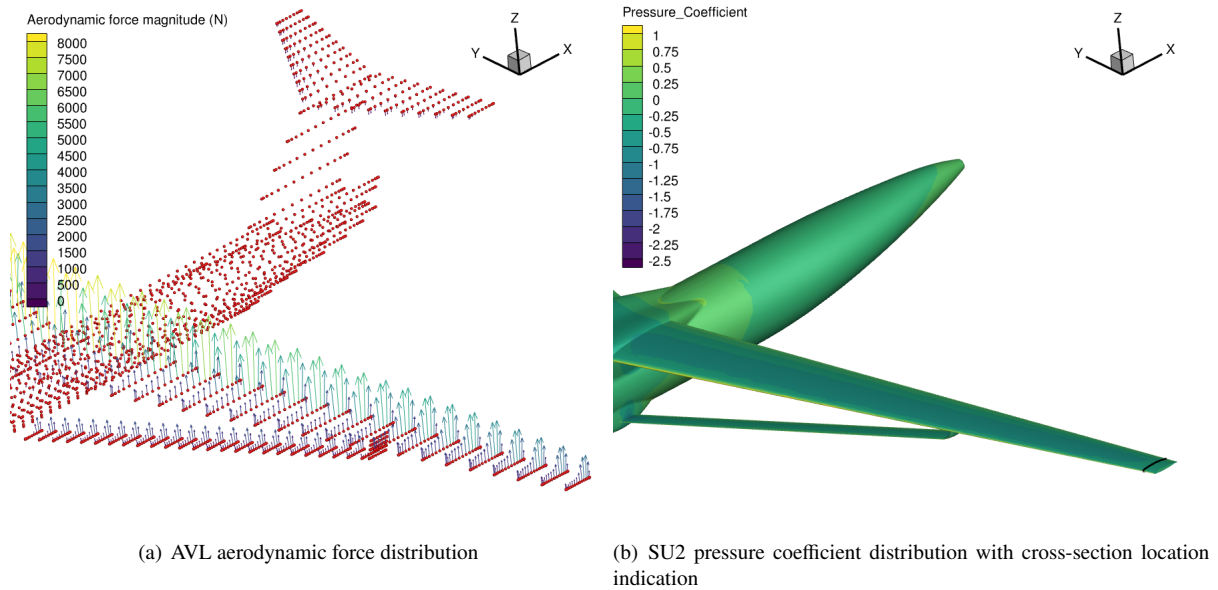 Aerodynamic force magnitude (N)
8000
7500
7000
6500
6000
5500
5000
4500
4000
3500
3000
2500
2000
1500
1000
500
0
Z
Y
X
Pressure_Coefficient
1
0.75
0.5
0.25
0
-0.25
-0.5
-0.75
-1
-1.25
-1.5
-1.75
-2
-2.25
-2.5
Z
Y
X
(a) AVL aerodynamic force distribution
(b) SU2 pressure coefficient distribution with cross-section location
indication